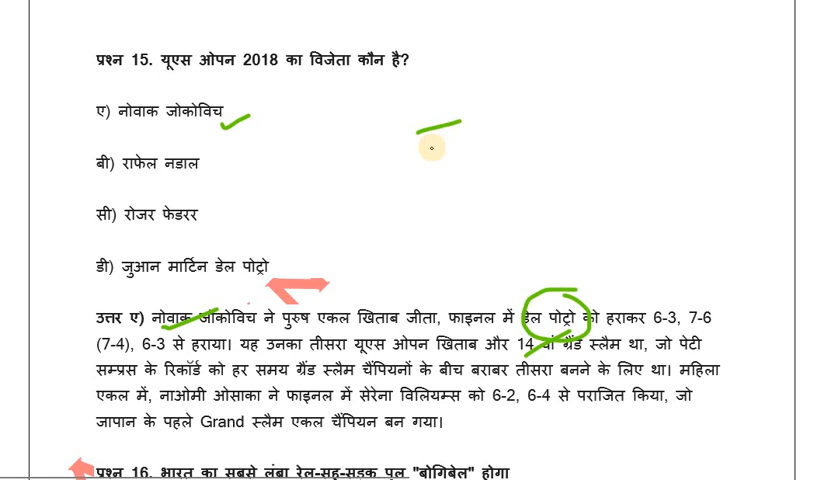 प्रश्न 15. यूएस ओपन 2018 का विजेता कौन है?
ए) नोवाक जोकोविच
बी) राफेल नडाल
सी) रोजर फेडरर
डी) जुआन मार्टिन डेल पोट्रो
उत्तर ए) नोवाक जोकोविच ने पुरुष एकल खिताब जीता, फाइनल में डेल पोट्रो को हराकर 6-3, 7-6
(7-4), 6-3 से हराया। यह उनका तीसरा यूएस ओपन खिताब और 14 वां ग्रैंड स्लैम था, जो पेटी
सम्प्रस के रिकॉर्ड को हर समय ग्रैंड स्लैम चैंपियनों के बीच बराबर तीसरा बनने के लिए था। महिला
एकल में, नाओमी ओसाका ने फाइनल में सेरेना विलियम्स को 6-2, 6-4 से पराजित किया, जो
जापान के पहले Grand स्लैम एकल चैंपियन बन गया।
प्रश्न 16. भारत का सबसे लंबा रेल-सह-सड़क पुल "बोगिबेल" होगा